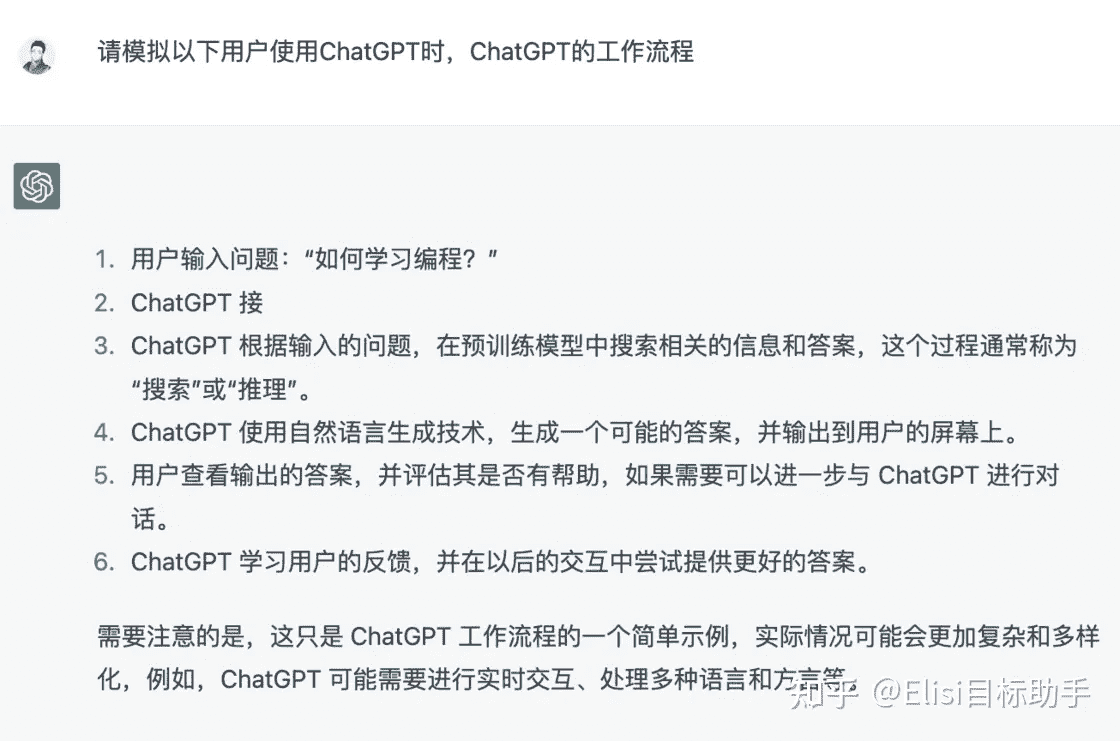 请模拟以下用户使用ChatGPT时，ChatGPT的工作流程
1. 用户输入问题：“如何学习编程？”
2. ChatGPT 接
3. ChatGPT 根据输入的问题，在预训练模型中搜索相关的信息和答案，这个过程通常称为
“搜索”或“推理”。
4. ChatGPT 使用自然语言生成技术，生成一个可能的答案，并输出到用户的屏幕上。
5. 用户查看输出的答案，并评估其是否有帮助，如果需要可以进一步与 ChatGPT 进行对
话。
6. ChatGPT 学习用户的反馈，并在以后的交互中尝试提供更好的答案。
需要注意的是，这只是 ChatGPT 工作流程的一个简单示例，实际情况可能会更加复杂和多样
化，例如，ChatGPT 可能需要进行实时交互、处理多种语言和方言等。
知乎 @Elisi目标助手